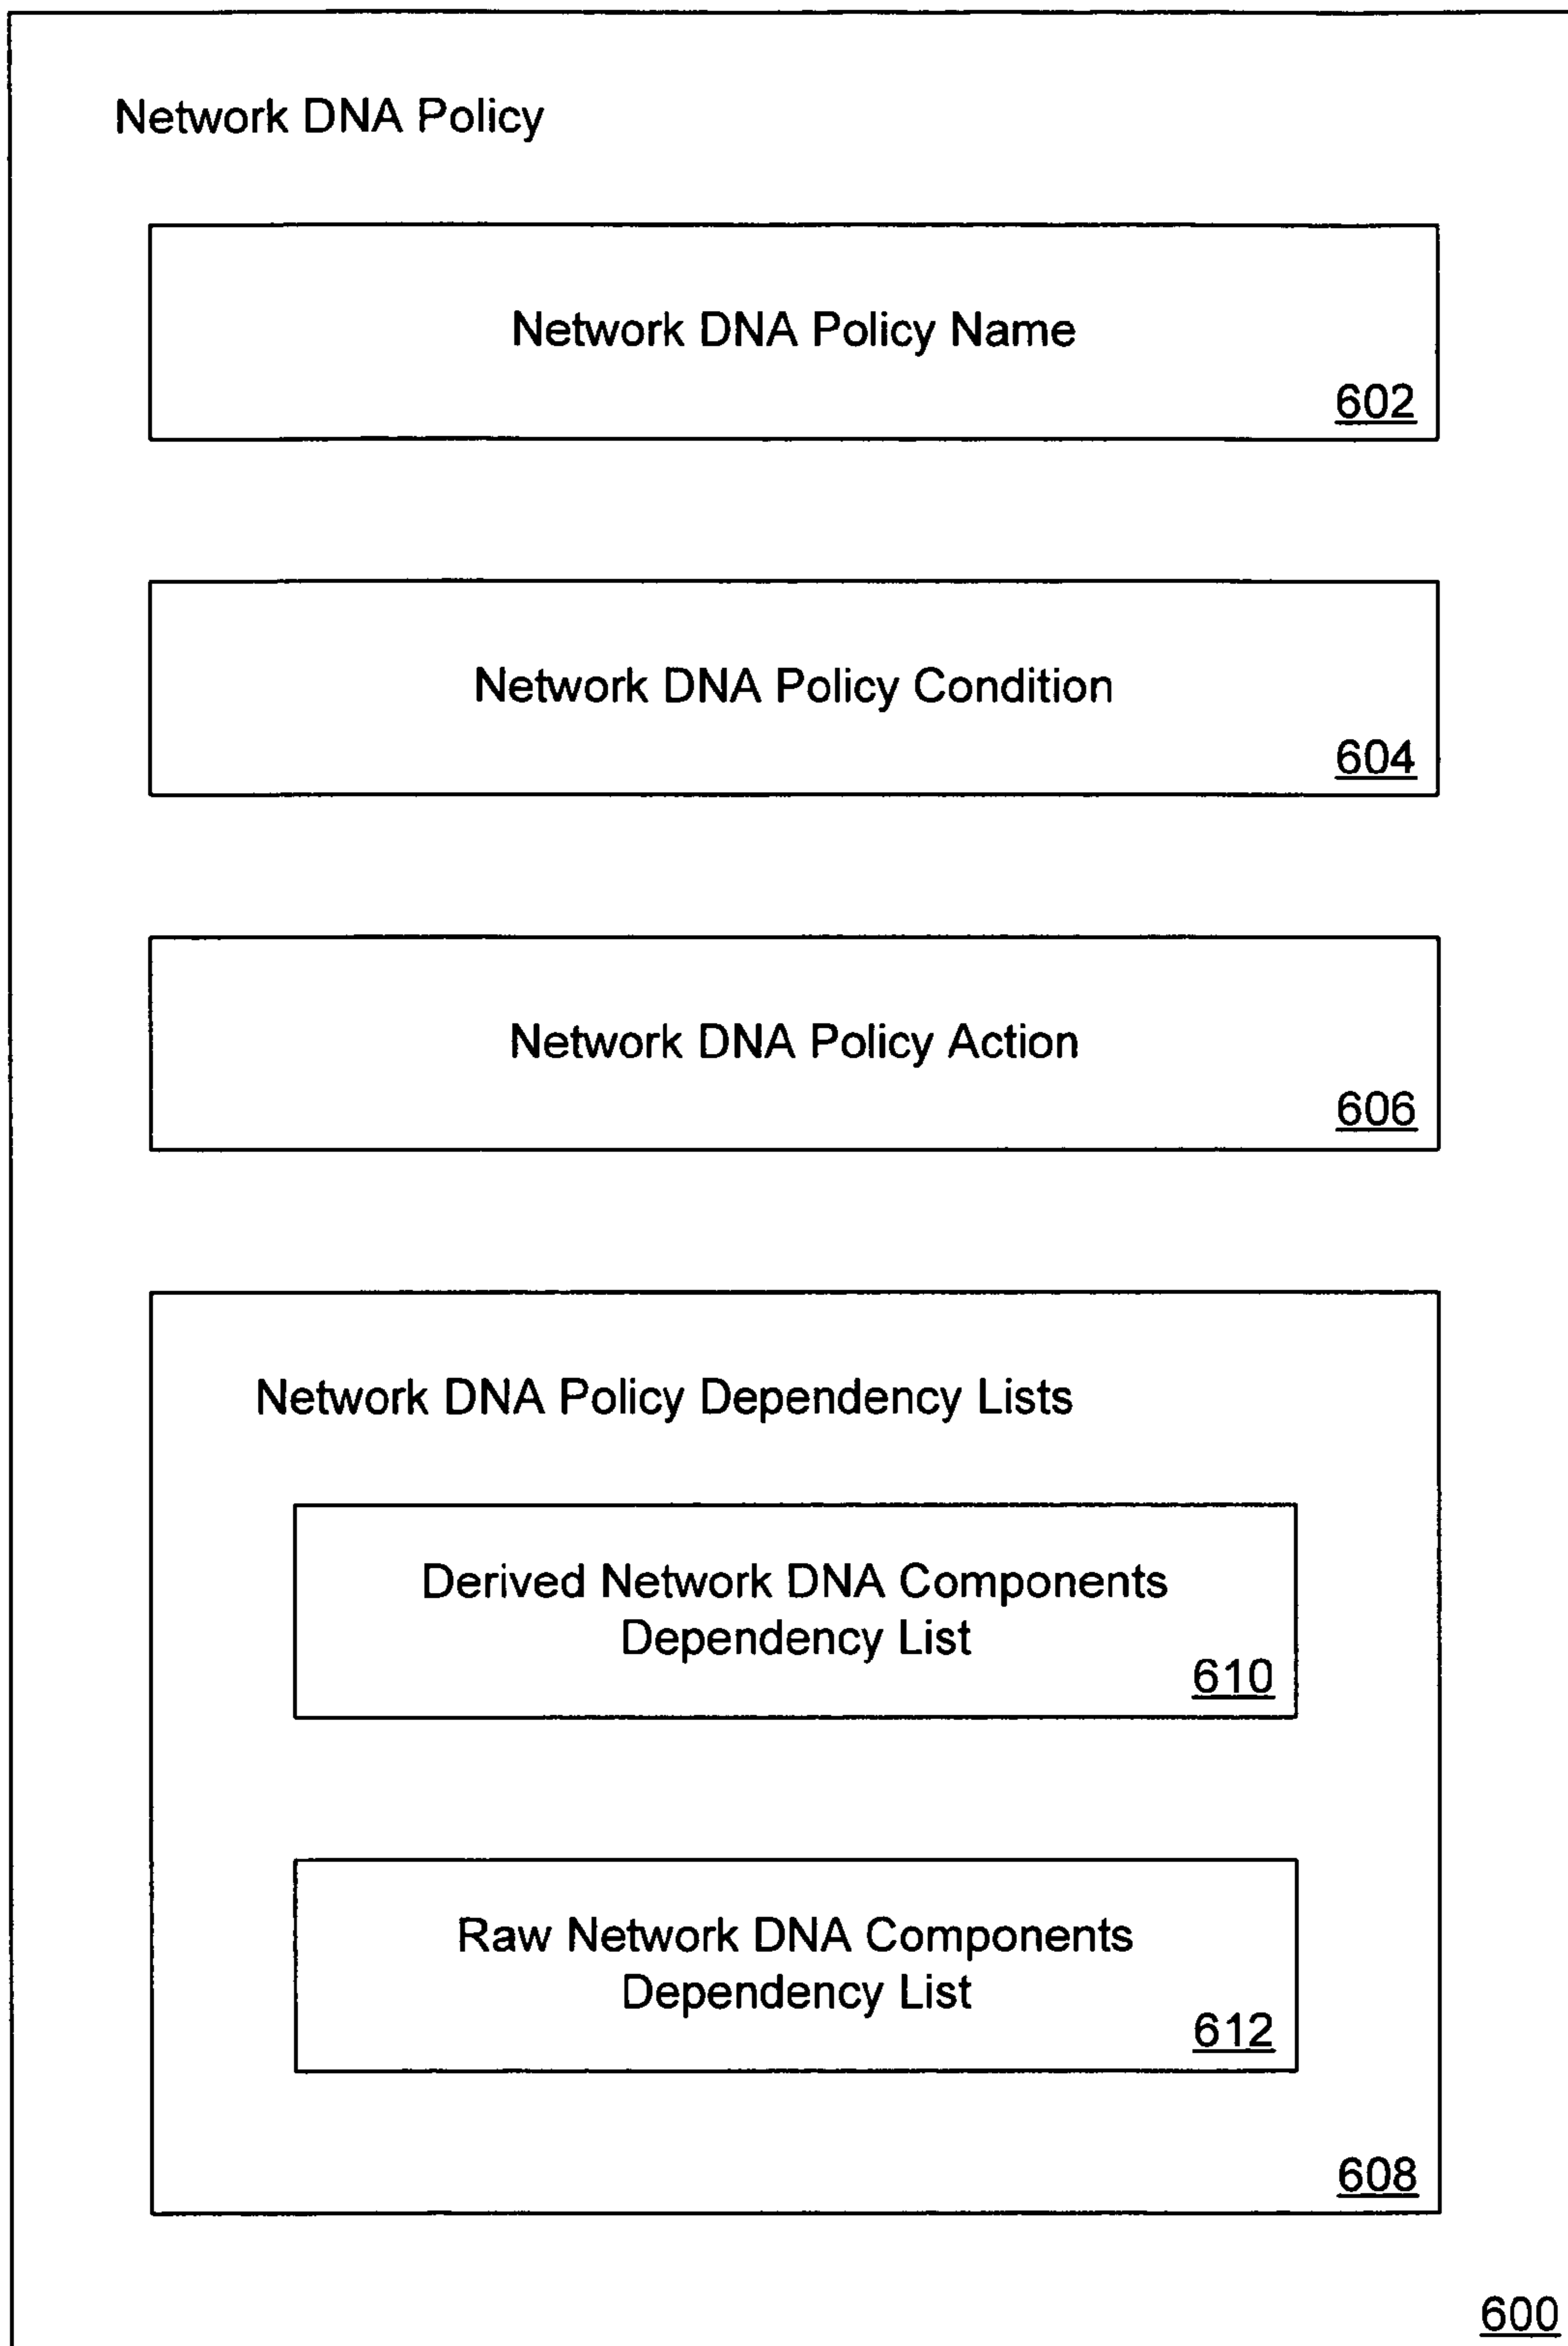 Network DNA Policy
Network DNA Policy Name
602
Network DNA Policy Condition
604
Network DNA Policy Action
606
Network DNA Policy Dependency Lists
Derived Network DNA Components
Dependency List
610
Raw Network DNA Components
Dependency List
612
608
600